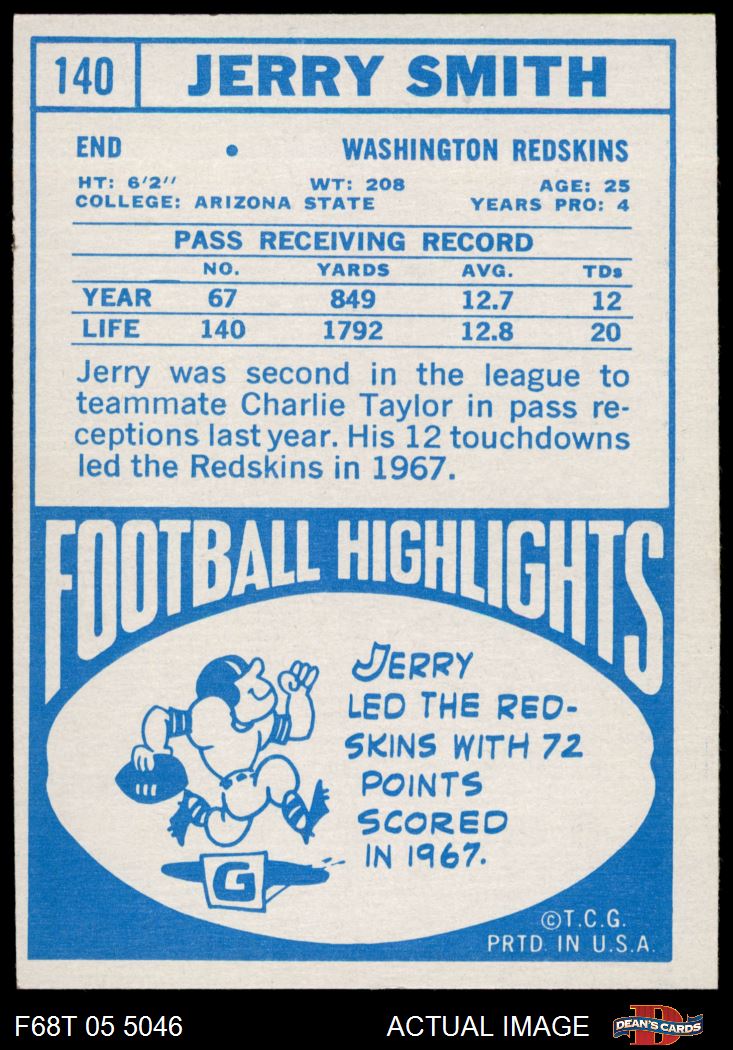 140 JERRY SMITH
END • WASHINGTON REDSKINS
HT: 6'2" WT: 208 AGE: 25
COLLEGE: ARIZONA STATE YEARS PRO: 4
PASS RECEIVING RECORD
NO. YARDS AVG. TDs
YEAR 67 849 12.7 12
LIFE 140 1792 12.8 20
Jerry was second in the league to
teammate Charlie Taylor in pass re-
ceptions last year. His 12 touchdowns
led the Redskins in 1967.
FOOTBALL HIGHLIGHTS
JERRY
LED THE RED-
SKINS WITH 72
POINTS
SCORED
IN 1967.
G
©T.C.G.
PRTD. IN U.S.A.
F68T 05 5046 ACTUAL IMAGE D DEAN'S CARDS